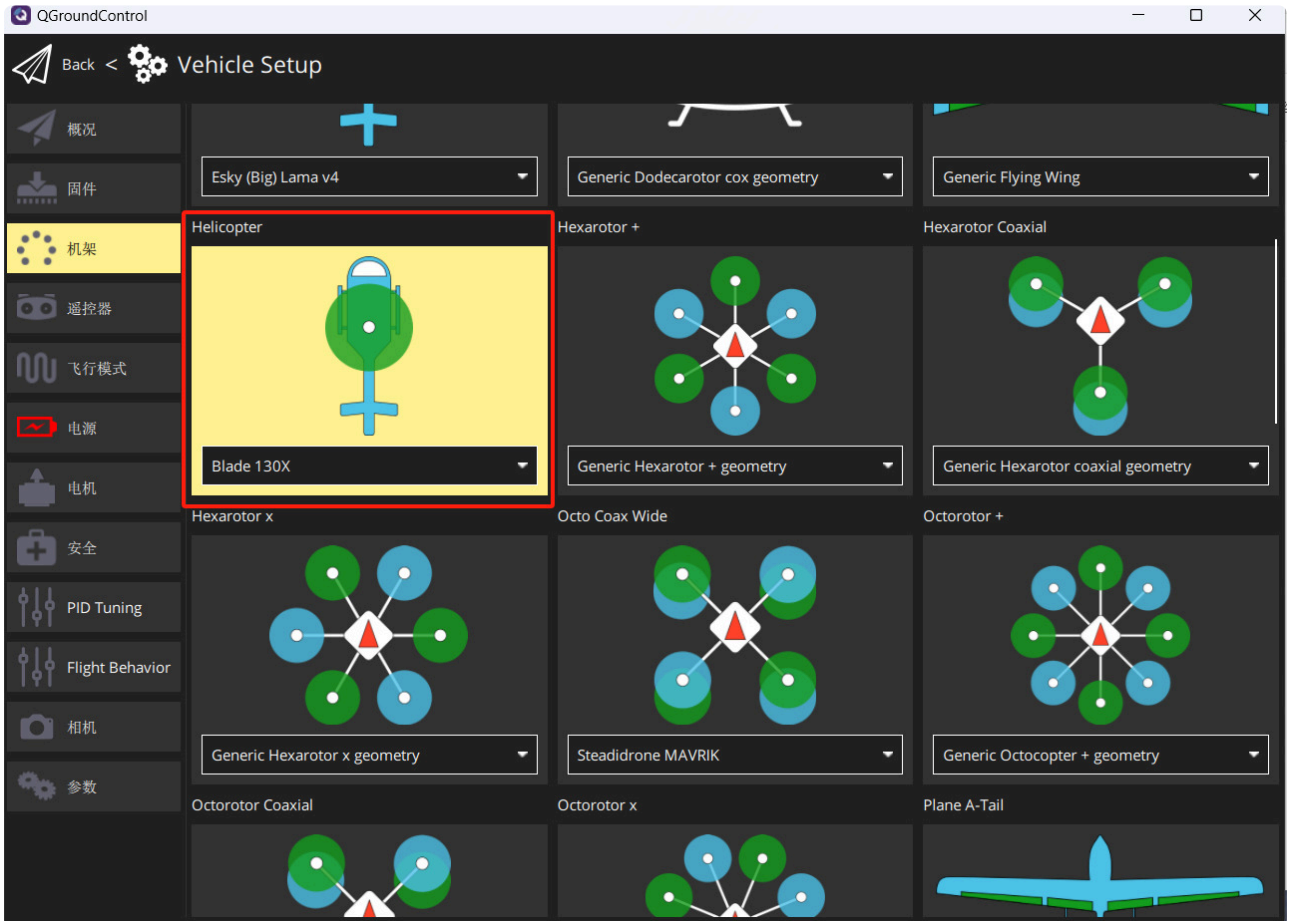 QGroundControl
Back < Vehicle Setup
概况
固件
机架
遥控器
飞行模式
电源
电机
安全
PID Tuning
Flight Behavior
相机
参数
Esky (Big) Lama v4
Generic Dodecarotor cox geometry
Generic Flying Wing
Helicopter
Hexarotor +
Hexarotor Coaxial
Blade 130X
Generic Hexarotor + geometry
Generic Hexarotor coaxial geometry
Hexarotor x
Octo Coax Wide
Octorotor +
Generic Hexarotor x geometry
Steadidrone MAVRIK
Generic Octocopter + geometry
Octorotor Coaxial
Octorotor x
Plane A-Tail